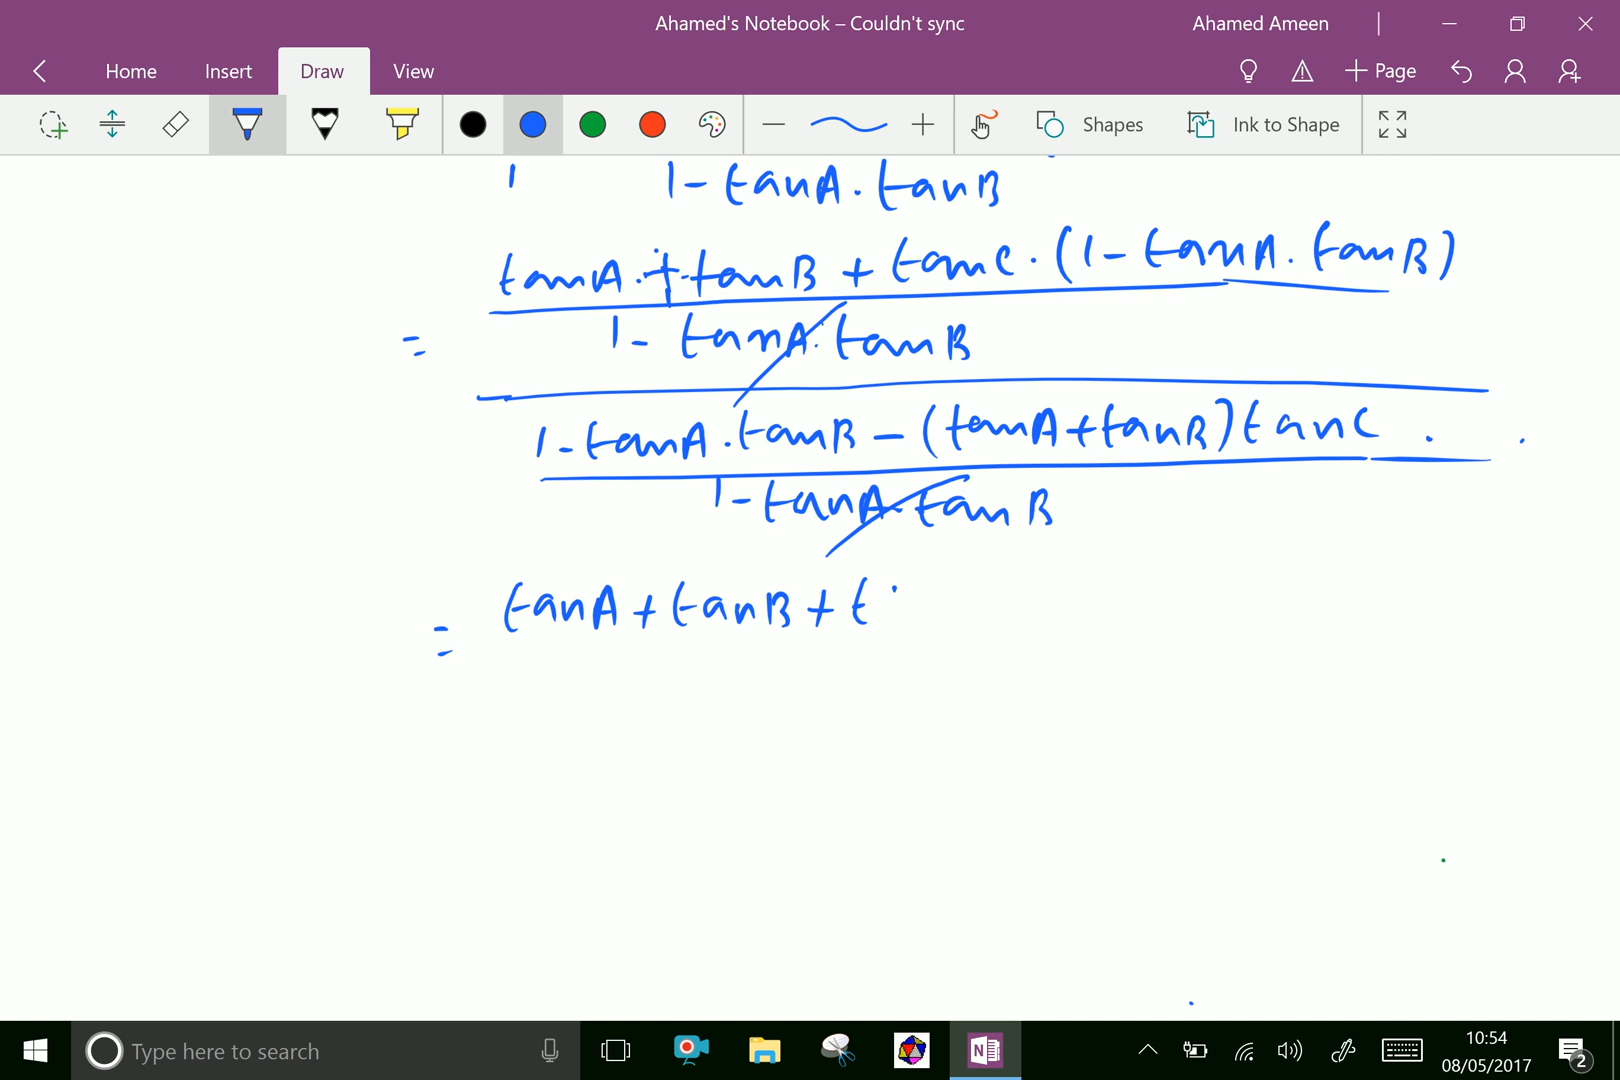 Ahamed's Notebook – Couldn't sync
Ahamed Ameen
Home Insert Draw View
Page
Shapes Ink to Shape
1 1 - tanA . tanB
tanA + tanB + tanC . (1 - tanA . tanB)
=
1 - tanA . tanB
1 - tanA . tanB - (tanA + tanB) tanC .
1 - tanA . tanB
= tanA + tanB + t
Type here to search
10:54
08/05/2017
2